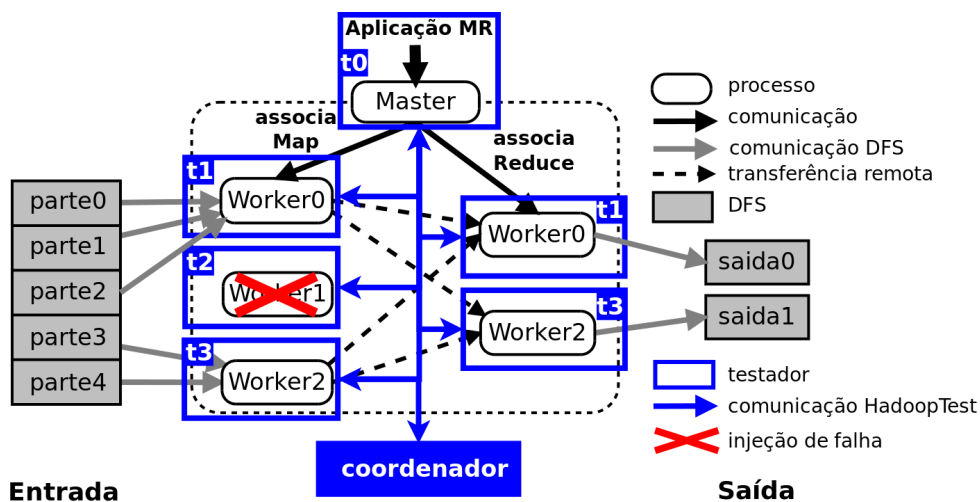 Aplicação MR
t0
Master
associa
Map
associa
Reduce
t1
Worker0
t2
Worker1
t3
Worker2
t1
Worker0
t3
Worker2
parte0
parte1
parte2
parte3
parte4
saida0
saida1
coordenador
Entrada
Saída
processo
comunicação
comunicação DFS
transferência remota
DFS
testador
comunicação HadoopTest
injeção de falha